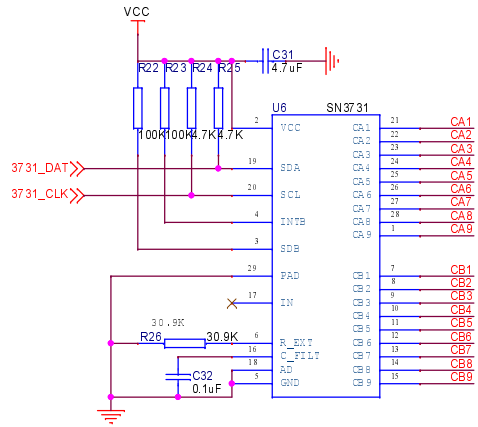 VCC
C31
4.7uF
R22 R23 R24 R25
100K 100K 4.7K 4.7K
U6
SN3731
2 VCC
19 SDA
20 SCL
4 INTB
3 SDB
29 PAD
17 IN
6 R_EXT
16 C_FILT
18 AD
5 GND
3731_DAT
3731_CLK
30.9K
R26
30.9K
C32
0.1uF
CA1 21 CA1
CA2 22 CA2
CA3 23 CA3
CA4 24 CA4
CA5 25 CA5
CA6 26 CA6
CA7 27 CA7
CA8 28 CA8
CA9 1 CA9
CB1 7 CB1
CB2 8 CB2
CB3 9 CB3
CB4 10 CB4
CB5 11 CB5
CB6 12 CB6
CB7 13 CB7
CB8 14 CB8
CB9 15 CB9